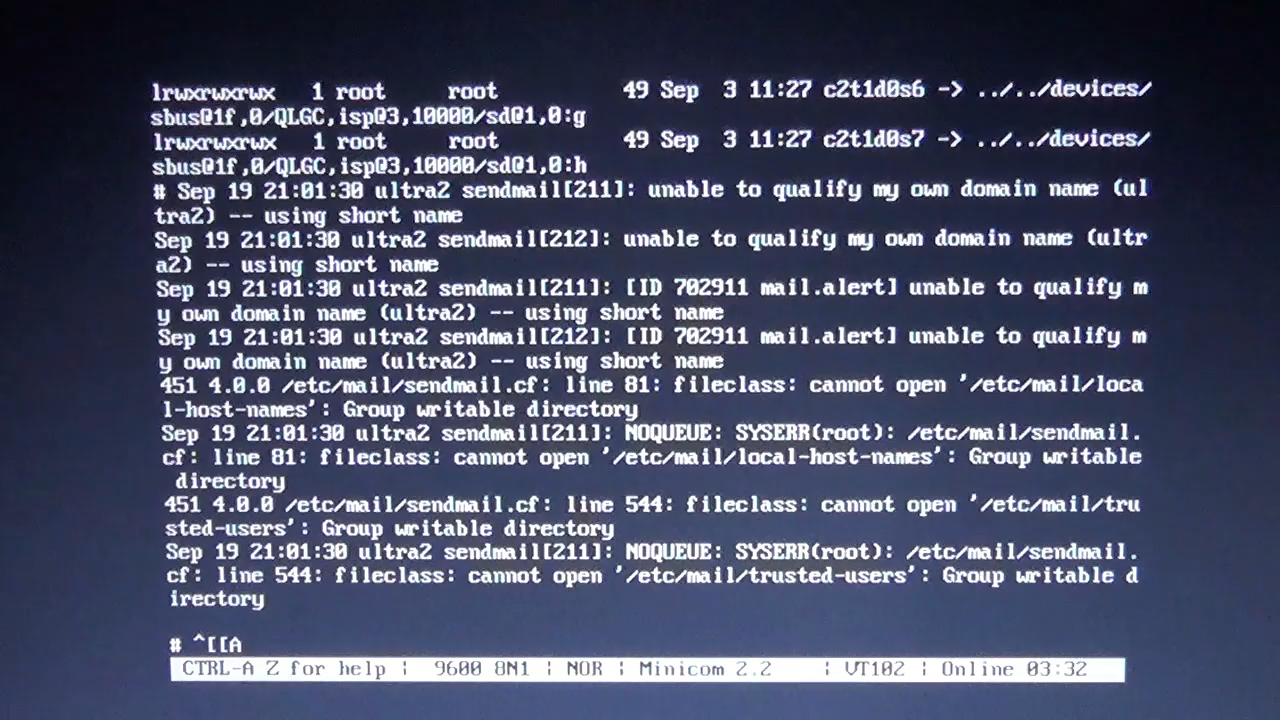 lrwxrwxrwx   1 root     root          49 Sep  3 11:27 c2t1d0s6 -> ../../devices/
sbus@1f,0/QLGC,isp@3,10000/sd@1,0:g
lrwxrwxrwx   1 root     root          49 Sep  3 11:27 c2t1d0s7 -> ../../devices/
sbus@1f,0/QLGC,isp@3,10000/sd@1,0:h
# Sep 19 21:01:30 ultra2 sendmail[211]: unable to qualify my own domain name (ul
tra2) -- using short name
Sep 19 21:01:30 ultra2 sendmail[212]: unable to qualify my own domain name (ultr
a2) -- using short name
Sep 19 21:01:30 ultra2 sendmail[211]: [ID 702911 mail.alert] unable to qualify m
y own domain name (ultra2) -- using short name
Sep 19 21:01:30 ultra2 sendmail[212]: [ID 702911 mail.alert] unable to qualify m
y own domain name (ultra2) -- using short name
451 4.0.0 /etc/mail/sendmail.cf: line 81: fileclass: cannot open '/etc/mail/loca
l-host-names': Group writable directory
Sep 19 21:01:30 ultra2 sendmail[211]: NOQUEUE: SYSERR(root): /etc/mail/sendmail.
cf: line 81: fileclass: cannot open '/etc/mail/local-host-names': Group writable
 directory
451 4.0.0 /etc/mail/sendmail.cf: line 544: fileclass: cannot open '/etc/mail/tru
sted-users': Group writable directory
Sep 19 21:01:30 ultra2 sendmail[211]: NOQUEUE: SYSERR(root): /etc/mail/sendmail.
cf: line 544: fileclass: cannot open '/etc/mail/trusted-users': Group writable d
irectory
# ^[[A
CTRL-A Z for help ¦  9600 8N1 ¦ NOR ¦ Minicom 2.2    ¦ VT102 ¦ Online 03:32